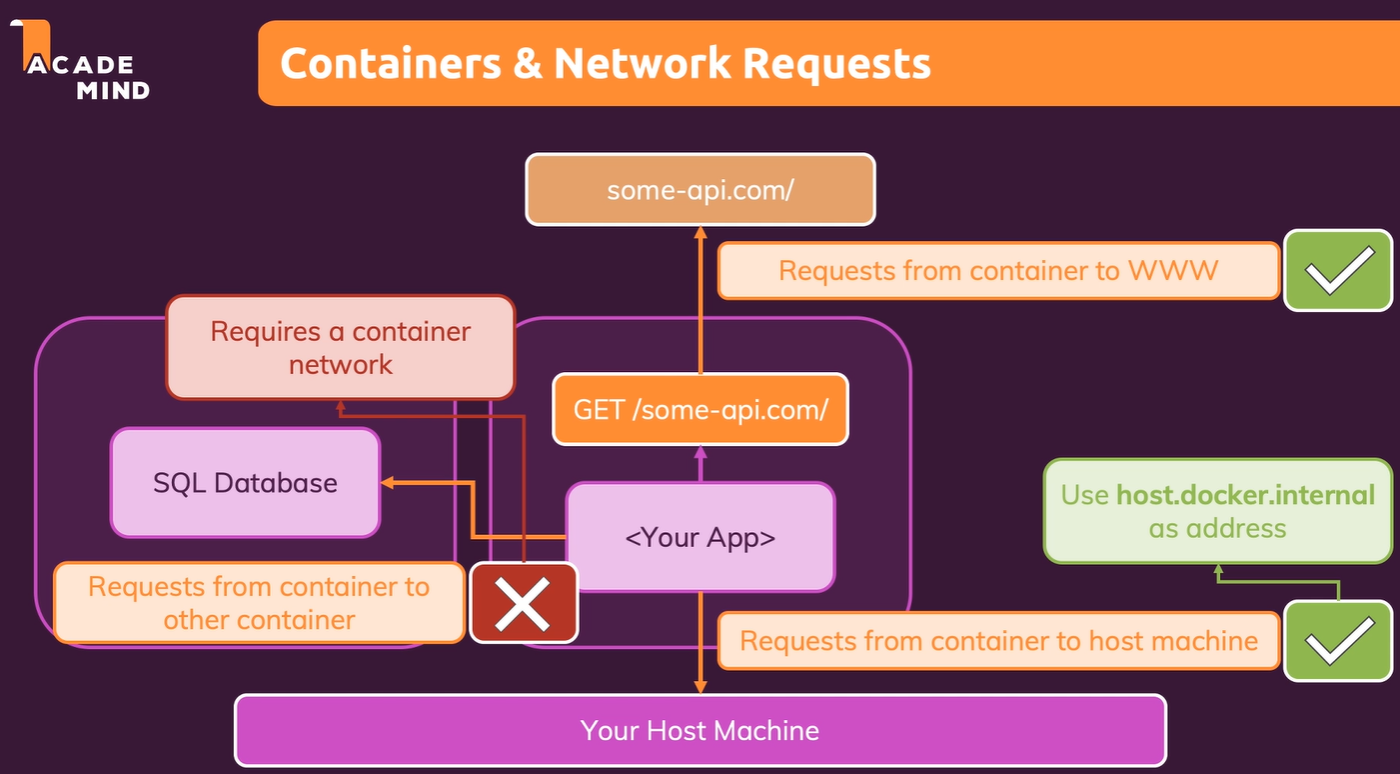 ACADE
MIND
Containers & Network Requests
some-api.com/
Requests from container to WWW
Requires a container
network
GET /some-api.com/
SQL Database
<Your App>
Use host.docker.internal
as address
Requests from container to
other container
Requests from container to host machine
Your Host Machine